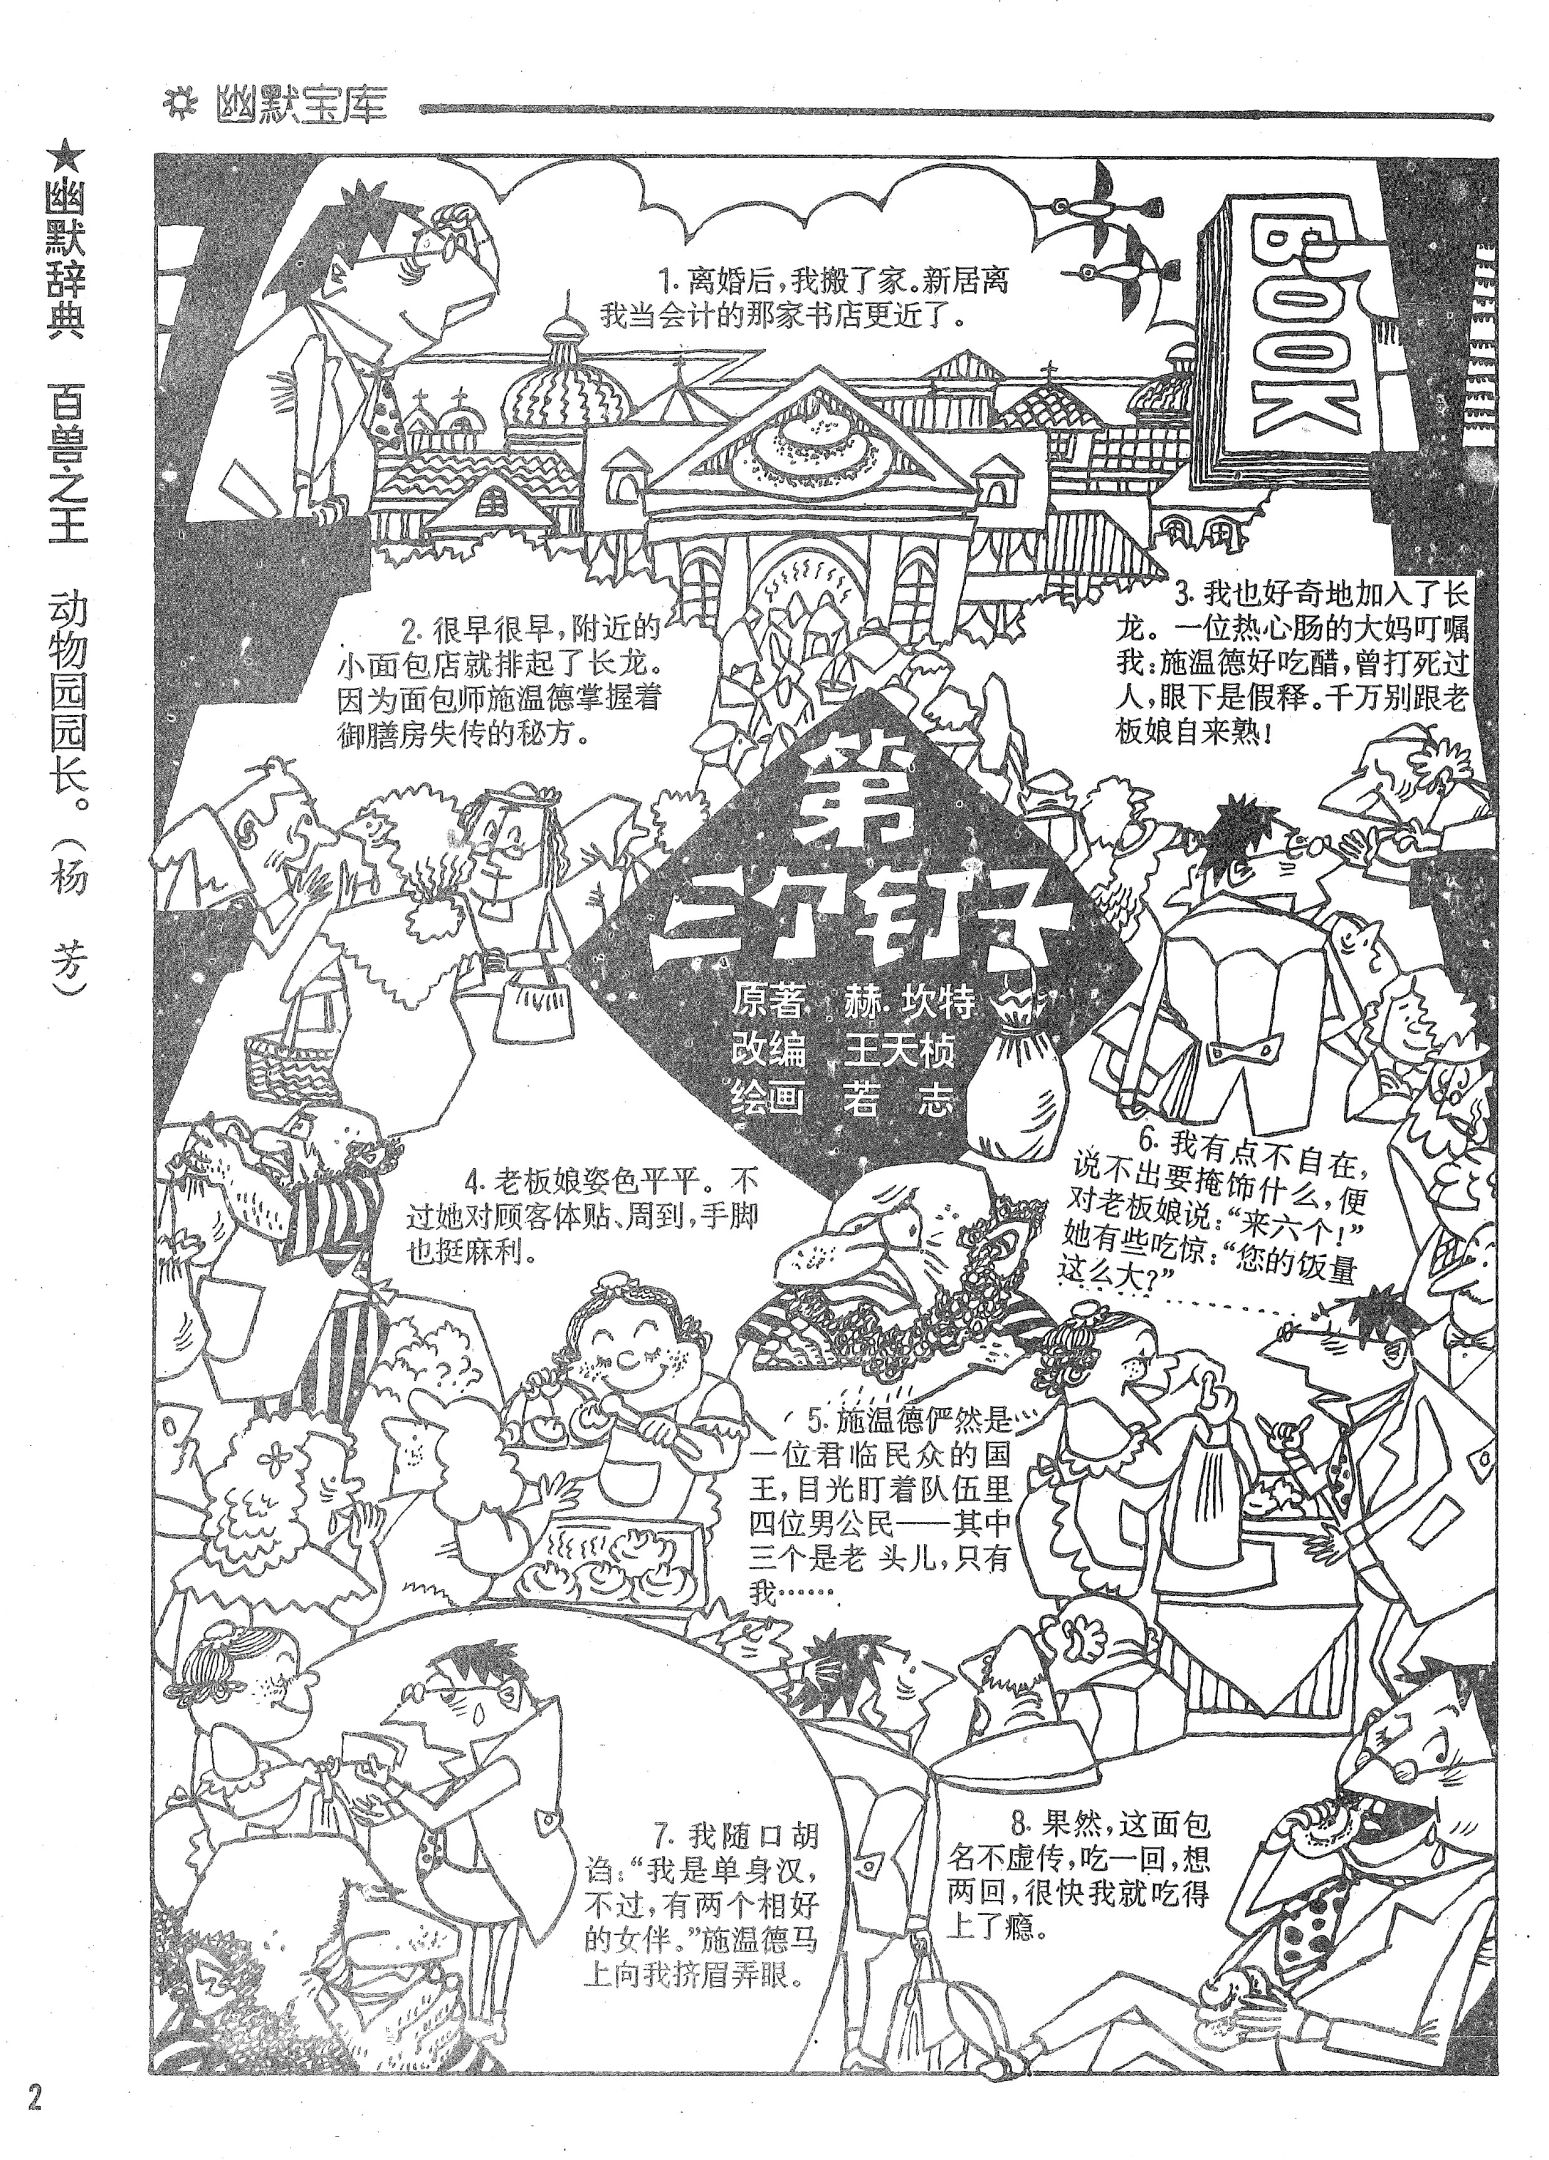 幽默宝库
★幽默辞典 百兽之王 动物园园长。（杨 芳）
1. 离婚后，我搬了家。新居离
我当会计的那家书店更近了。
BOOK
2. 很早很早，附近的
小面包店就排起了长龙。
因为面包师施温德掌握着
御膳房失传的秘方。
3. 我也好奇地加入了长
龙。一位热心肠的大妈叮嘱
我：施温德好吃醋，曾打死过
人，眼下是假释。千万别跟老
板娘自来熟！
第
三个钉子
原著 赫·坎特
改编 王天桢
绘画 若 志
4. 老板娘姿色平平。不
过她对顾客体贴、周到，手脚
也挺麻利。
5. 施温德俨然是
一位君临民众的国
王，目光盯着队伍里
四位男公民——其中
三个是老 头儿，只有
我……
6. 我有点不自在，
说不出要掩饰什么，便
对老板娘说：“来六个！”
她有些吃惊：“您的饭量
这么大？”
7. 我随口胡
诌：“我是单身汉，
不过，有两个相好
的女伴。”施温德马
上向我挤眉弄眼。
8. 果然，这面包
名不虚传，吃一回，想
两回，很快我就吃得
上了瘾。
2